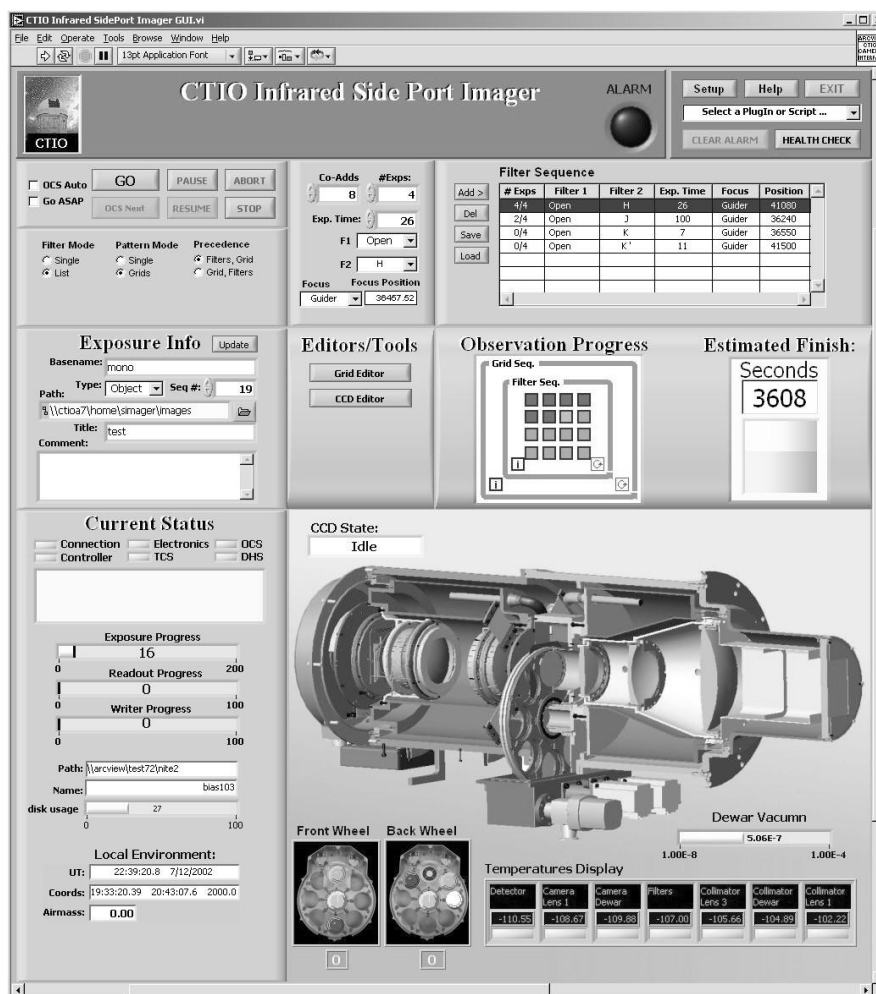 CTIO Infrared SidePort Imager GUI.vi
File Edit Operate Tools Browse Window Help
13pt Application Font
CTIO Infrared Side Port Imager
CTIO
ALARM
Setup Help EXIT
Select a PlugIn or Script ...
CLEAR ALARM HEALTH CHECK
OCS Auto
Go ASAP
GO PAUSE ABORT
OCS Next RESUME STOP
Filter Mode Pattern Mode Precedence
Single Single Filters, Grid
List Grids Grid, Filters
Co-Adds #Exps:
8 4
Exp. Time: 26
F1 Open
F2 H
Focus Focus Position
Guider 36457.52
Filter Sequence
Add >
Del
Save
Load
# Exps Filter 1 Filter 2 Exp. Time Focus Position
4/4 Open H 26 Guider 41080
2/4 Open J 100 Guider 36240
0/4 Open K 7 Guider 36550
0/4 Open K' 11 Guider 41500
Exposure Info Update
Basename: mono
Type: Object Seq #: 19
Path:
\\ctioa7\home\simager\images
Title: test
Comment:
Editors/Tools
Grid Editor
CCD Editor
Observation Progress
Grid Seq.
Filter Seq.
i
i
Estimated Finish:
Seconds
3608
Current Status
Connection Electronics OCS
Controller TCS DHS
Exposure Progress
16
0 200
Readout Progress
0
0 100
Writer Progress
0
0 100
Path: \\arcview\test72\nite2
Name: bias103
disk usage 27
0 100
Local Environment:
UT: 22:39:20.8 7/12/2002
Coords: 19:33:20.39 20:43:07.6 2000.0
Airmass: 0.00
CCD State:
Idle
Front Wheel Back Wheel
0 0
Dewar Vacumn
5.06E-7
1.00E-8 1.00E-4
Temperatures Display
Detector Camera Lens 1 Camera Dewar Filters Collimator Lens 3 Collimator Dewar Collimator Lens 1
-110.55 -108.67 -109.88 -107.00 -105.66 -104.89 -102.22